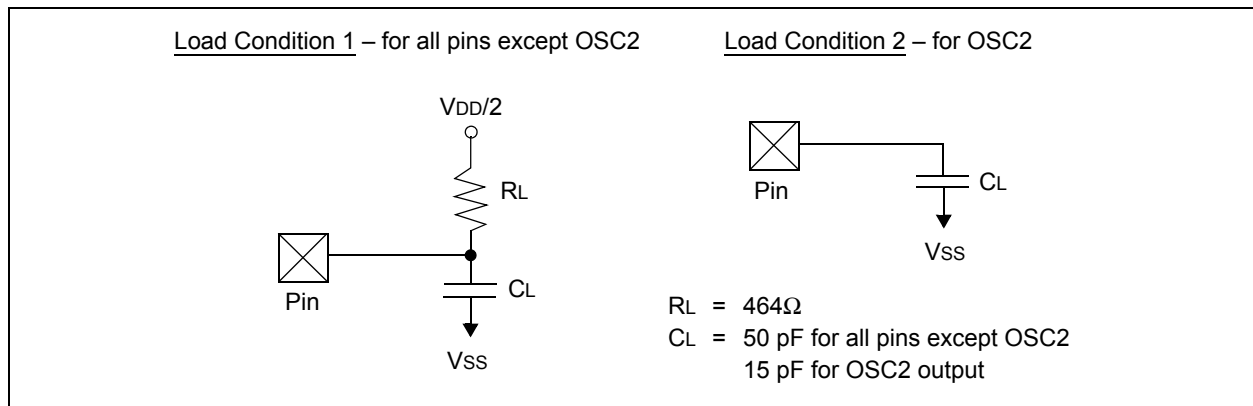 Load Condition 1 – for all pins except OSC2
Load Condition 2 – for OSC2
VDD/2
RL
Pin
CL
VSS
Pin
CL
VSS
RL = 464Ω
CL = 50 pF for all pins except OSC2
15 pF for OSC2 output